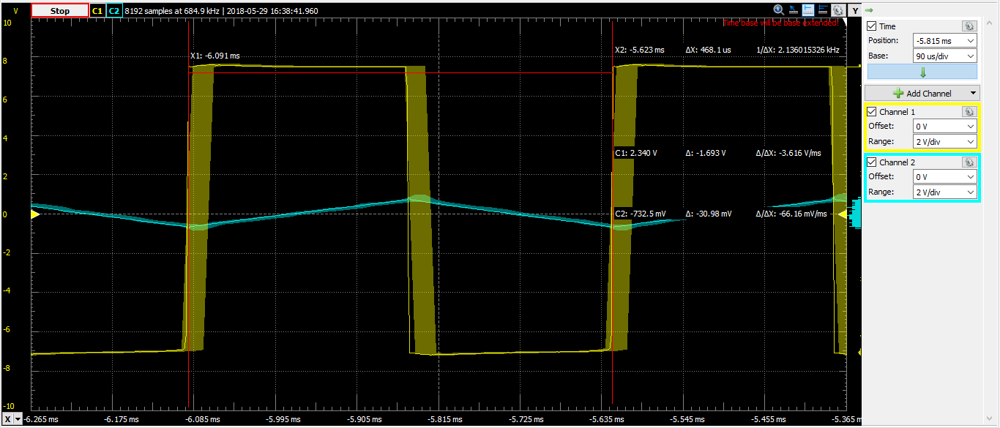 V Stop C1 C2 8192 samples at 684.9 kHz | 2018-05-29 16:38:41.960 Y
Time base will be base extended!
10
8
6
4
2
0
-2
-4
-6
-8
-10
X1: -6.091 ms
X2: -5.623 ms ΔX: 468.1 us 1/ΔX: 2.136015326 kHz
C1: 2.340 V Δ: -1.693 V Δ/ΔX: -3.616 V/ms
C2: -732.5 mV Δ: -30.98 mV Δ/ΔX: -66.16 mV/ms
X -6.265 ms -6.175 ms -6.085 ms -5.995 ms -5.905 ms -5.815 ms -5.725 ms -5.635 ms -5.545 ms -5.455 ms -5.365 m
Time
Position: -5.815 ms
Base: 90 us/div
Add Channel
Channel 1
Offset: 0 V
Range: 2 V/div
Channel 2
Offset: 0 V
Range: 2 V/div